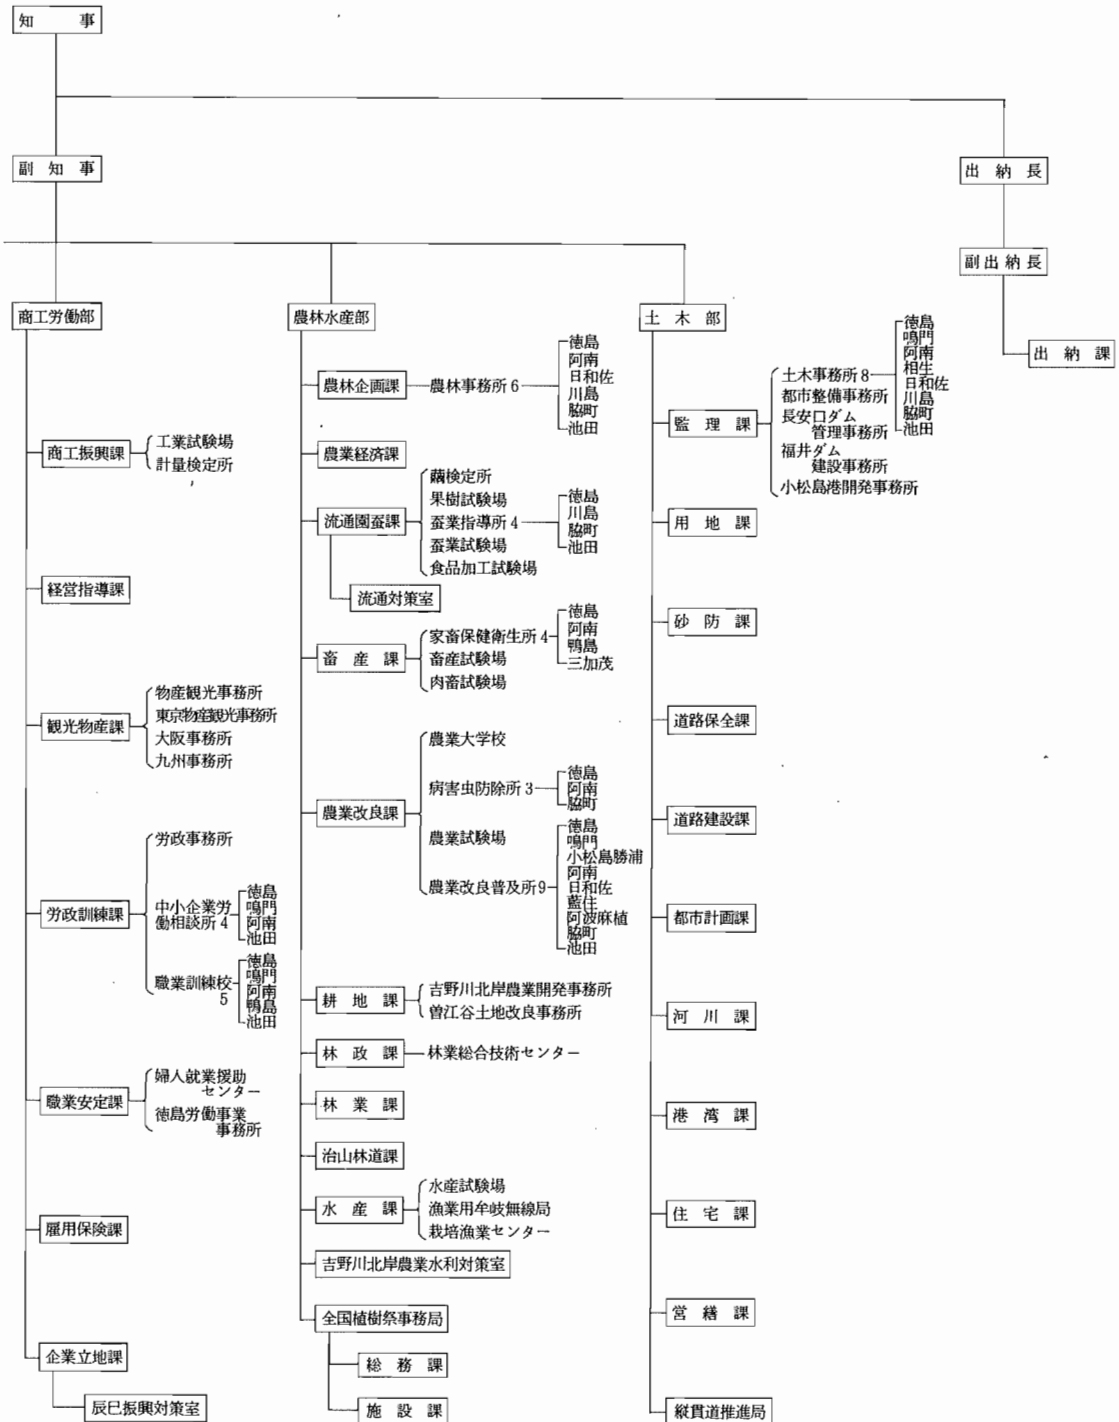 知事
副知事
出納長
副出納長
出納課
商工労働部
商工振興課
工業試験場
計量検定所
経営指導課
観光物産課
物産観光事務所
東京物産観光事務所
大阪事務所
九州事務所
労政訓練課
労政事務所
中小企業労
働相談所 4
徳島
鳴門
阿南
池田
職業訓練校
5
徳島
鳴門
阿南
鴨島
池田
職業安定課
婦人就業援助
センター
徳島労働事業
事務所
雇用保険課
企業立地課
辰巳振興対策室
農林水産部
農林企画課
農林事務所 6
徳島
阿南
日和佐
川島
脇町
池田
農業経済課
流通園蚕課
繭検定所
果樹試験場
蚕業指導所 4
徳島
川島
脇町
池田
蚕業試験場
食品加工試験場
流通対策室
畜産課
家畜保健衛生所 4
徳島
阿南
鴨島
三加茂
畜産試験場
肉畜試験場
農業改良課
農業大学校
病害虫防除所 3
徳島
阿南
脇町
農業試験場
農業改良普及所 9
徳島
鳴門
小松島勝浦
阿南
日和佐
藍住
阿波麻植
脇町
池田
耕地課
吉野川北岸農業開発事務所
曽江谷土地改良事務所
林政課
林業総合技術センター
林業課
治山林道課
水産課
水産試験場
漁業用牟岐無線局
栽培漁業センター
吉野川北岸農業水利対策室
全国植樹祭事務局
総務課
施設課
土木部
監理課
土木事務所 8
徳島
鳴門
阿南
相生
日和佐
川島
脇町
池田
都市整備事務所
長安口ダム
管理事務所
福井ダム
建設事務所
小松島港開発事務所
用地課
砂防課
道路保全課
道路建設課
都市計画課
河川課
港湾課
住宅課
営繕課
縦貫道推進局